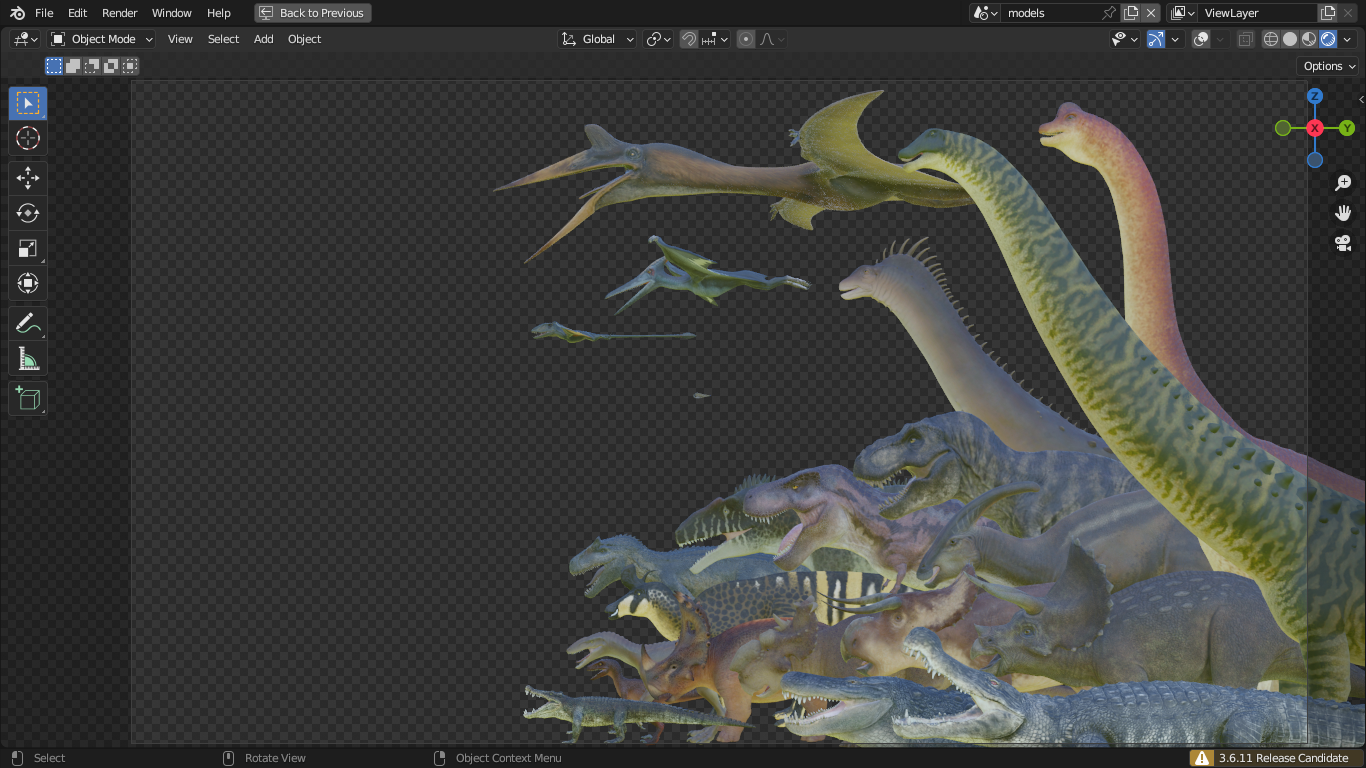 File Edit Render Window Help Back to Previous models ViewLayer
Object Mode View Select Add Object Global
Options
Z
X Y
Select Rotate View Object Context Menu 3.6.11 Release Candidate